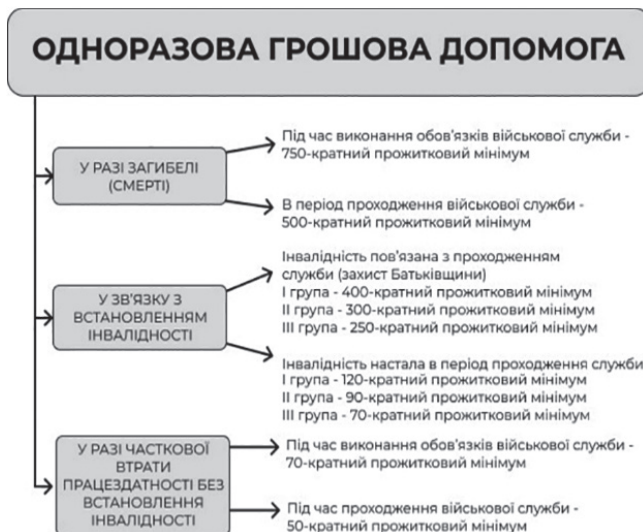 ОДНОРАЗОВА ГРОШОВА ДОПОМОГА
У РАЗІ ЗАГИБЕЛІ
(СМЕРТІ)
Під час виконання обов'язків військової служби -
750-кратний прожитковий мінімум
В період проходження військової служби -
500-кратний прожитковий мінімум
У ЗВ'ЯЗКУ З
ВСТАНОВЛЕННЯМ
ІНВАЛІДНОСТІ
Інвалідність пов'язана з проходженням
служби (захист Батьківщини)
І група - 400-кратний прожитковий мінімум
ІІ група - 300-кратний прожитковий мінімум
ІІІ група - 250-кратний прожитковий мінімум
Інвалідність настала в період проходження служби
І група - 120-кратний прожитковий мінімум
ІІ група - 90-кратний прожитковий мінімум
ІІІ група - 70-кратний прожитковий мінімум
У РАЗІ ЧАСТКОВОЇ
ВТРАТИ
ПРАЦЕЗДАТНОСТІ БЕЗ
ВСТАНОВЛЕННЯ
ІНВАЛІДНОСТІ
Під час виконання обов'язків військової служби -
70-кратний прожитковий мінімум
Під час проходження військової служби -
50-кратний прожитковий мінімум